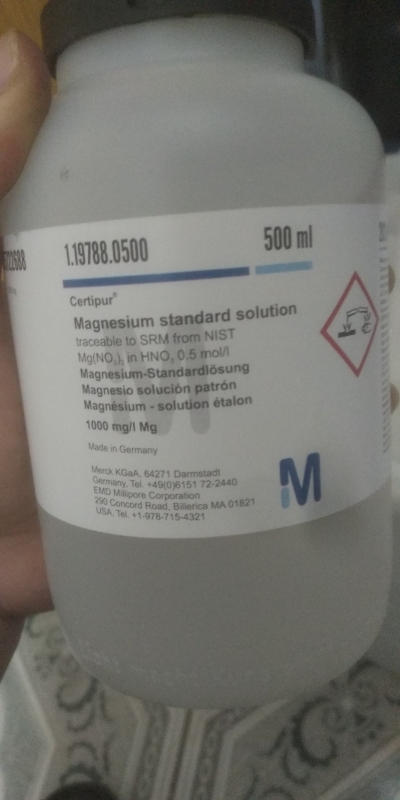 1.19788.0500
500 ml
Certipur®
Magnesium standard solution
traceable to SRM from NIST
Mg(NO₃)₂ in HNO₃ 0.5 mol/l
Magnesium-Standardlösung
Magnesio solución patrón
Magnésium - solution étalon
1000 mg/l Mg
Made in Germany
Merck KGaA, 64271 Darmstadt
Germany, Tel. +49(0)6151 72-2440
EMD Millipore Corporation
290 Concord Road, Billerica MA 01821
USA, Tel. +1-978-715-4321
M